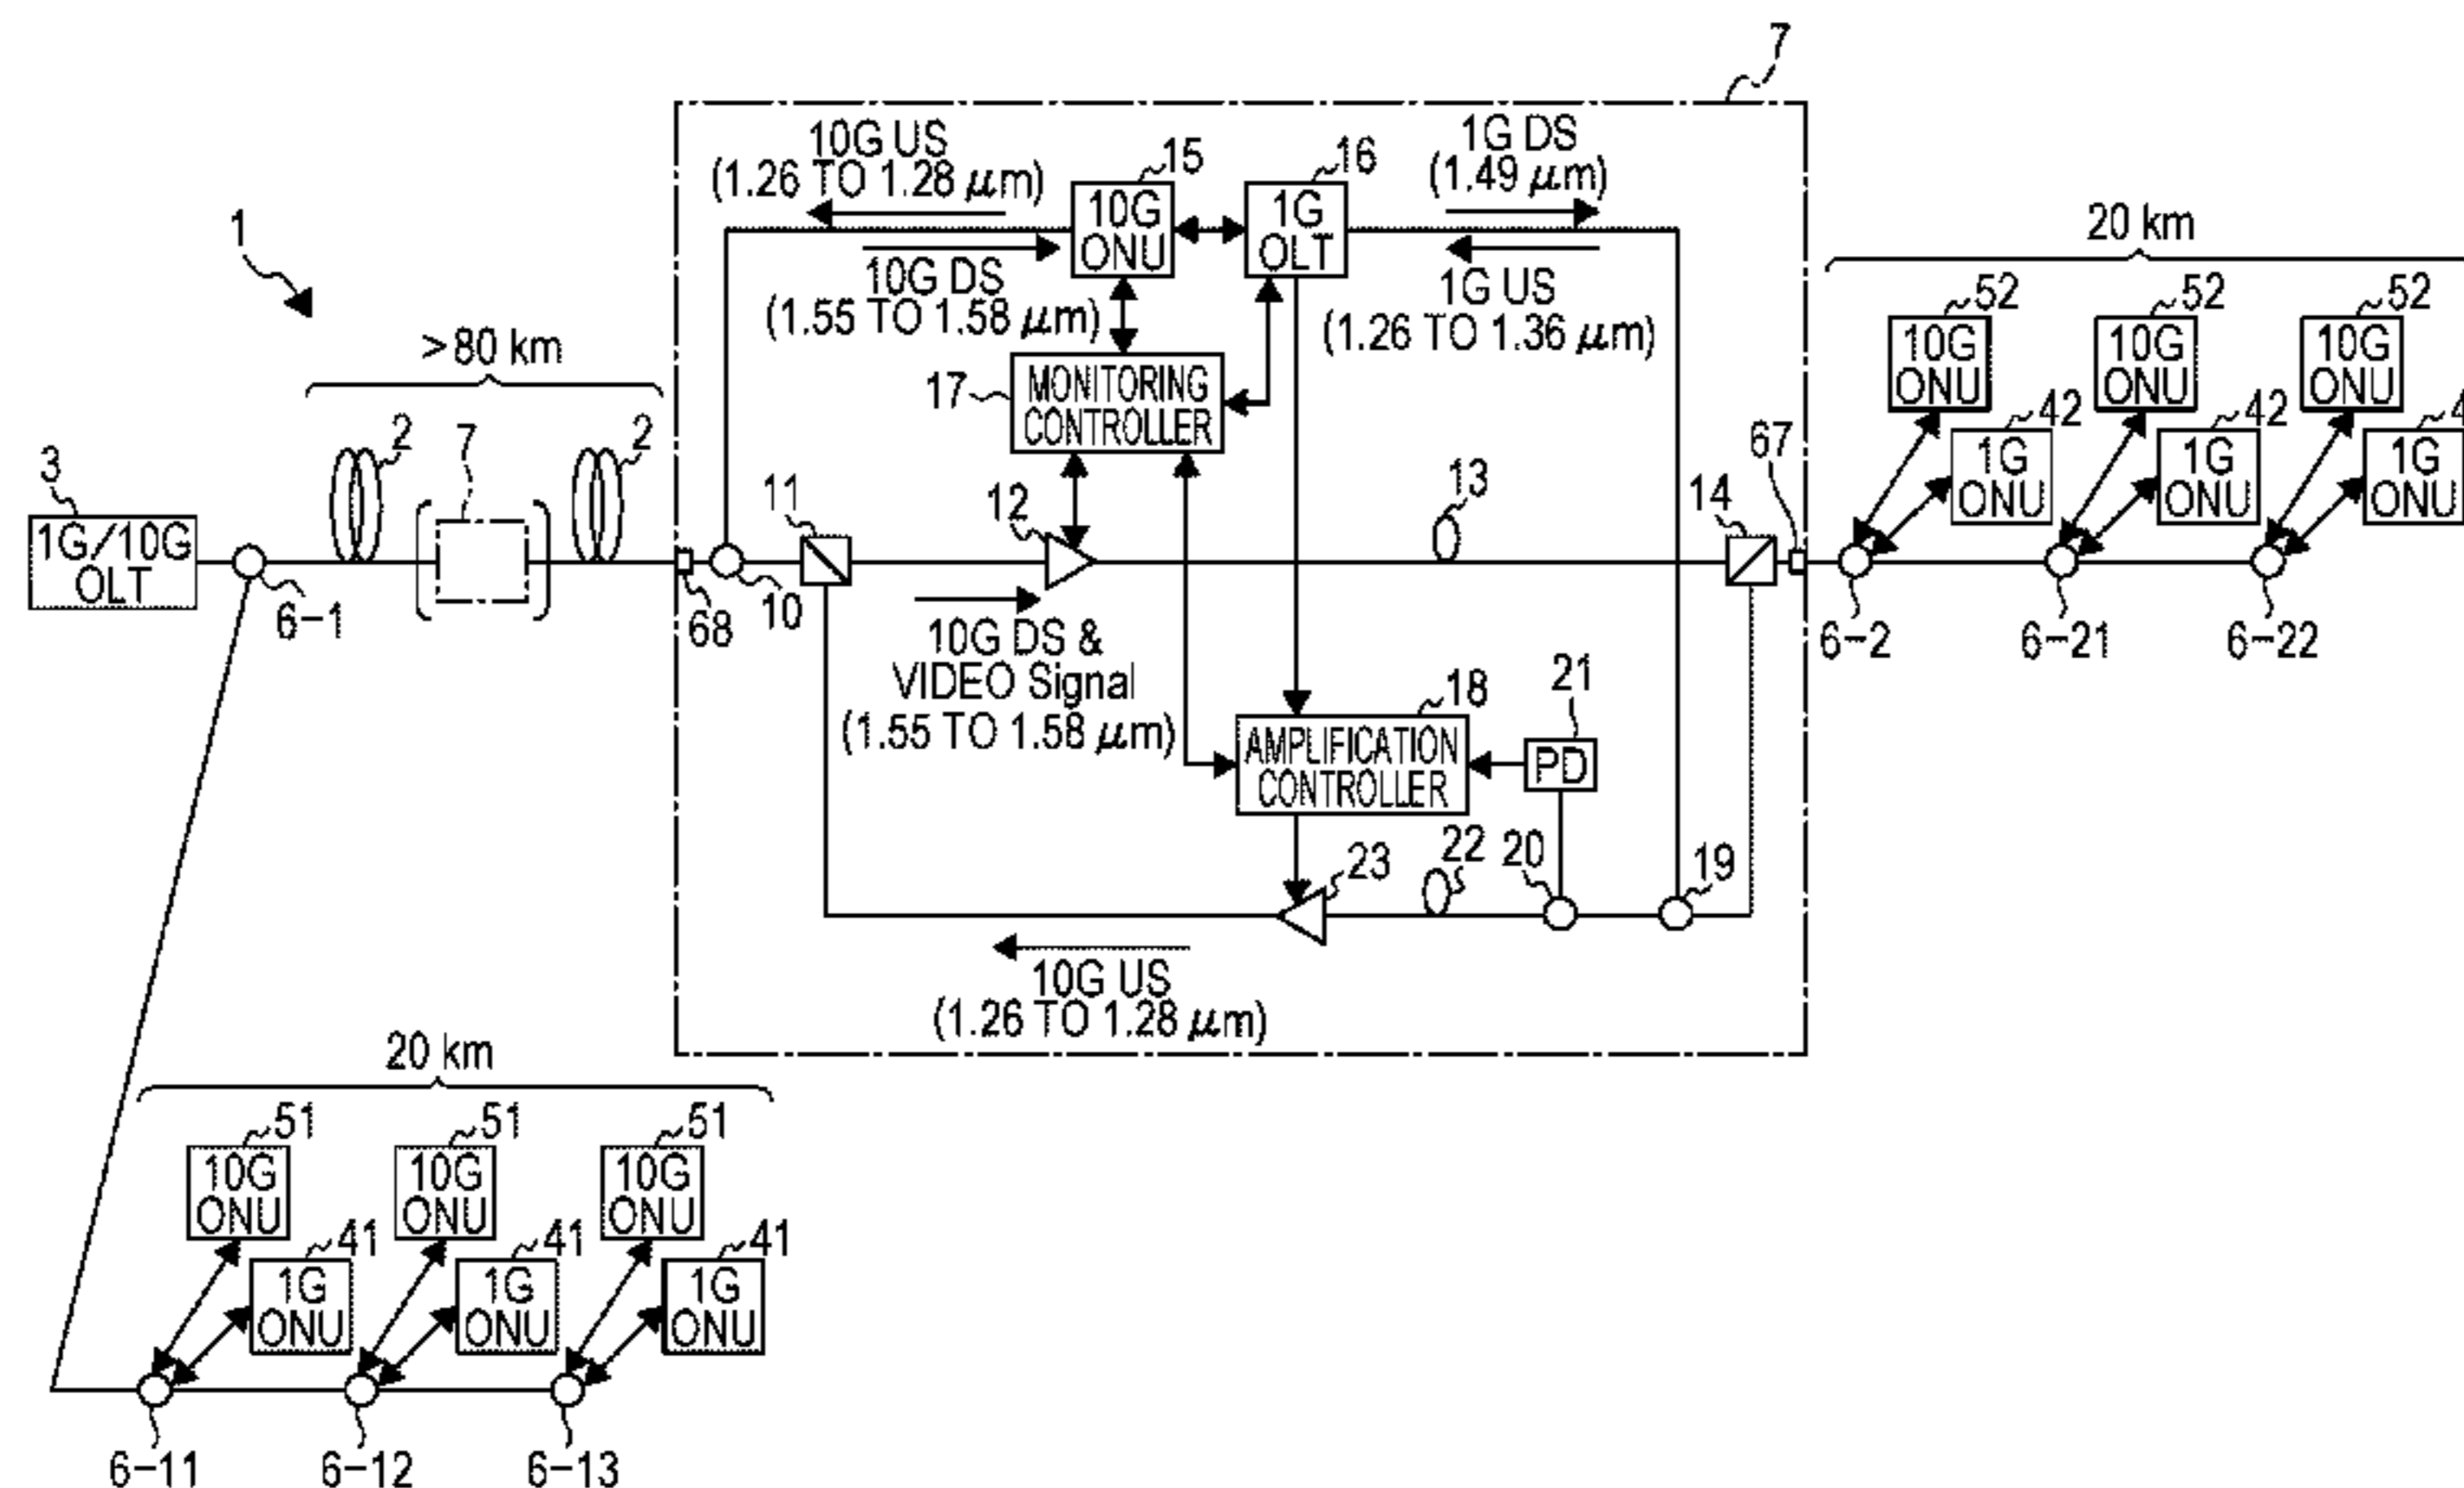 7
10G US
(1.26 TO 1.28 μm)
15
16
1G DS
(1.49 μm)
10G
ONU
1G
OLT
10G DS
(1.55 TO 1.58 μm)
1G US
(1.26 TO 1.36 μm)
1
>80 km
20 km
52
52
52
10G
ONU
10G
ONU
10G
ONU
42
42
1G
ONU
1G
ONU
1G
ONU
17
MONITORING
CONTROLLER
3
2
7
2
11
12
13
14
67
1G/10G
OLT
6-1
68
10
10G DS &
VIDEO Signal
(1.55 TO 1.58 μm)
6-2
6-21
6-22
18
21
AMPLIFICATION
CONTROLLER
PD
23
22
20
19
10G US
(1.26 TO 1.28 μm)
20 km
51
51
51
10G
ONU
10G
ONU
10G
ONU
41
41
41
1G
ONU
1G
ONU
1G
ONU
6-11
6-12
6-13